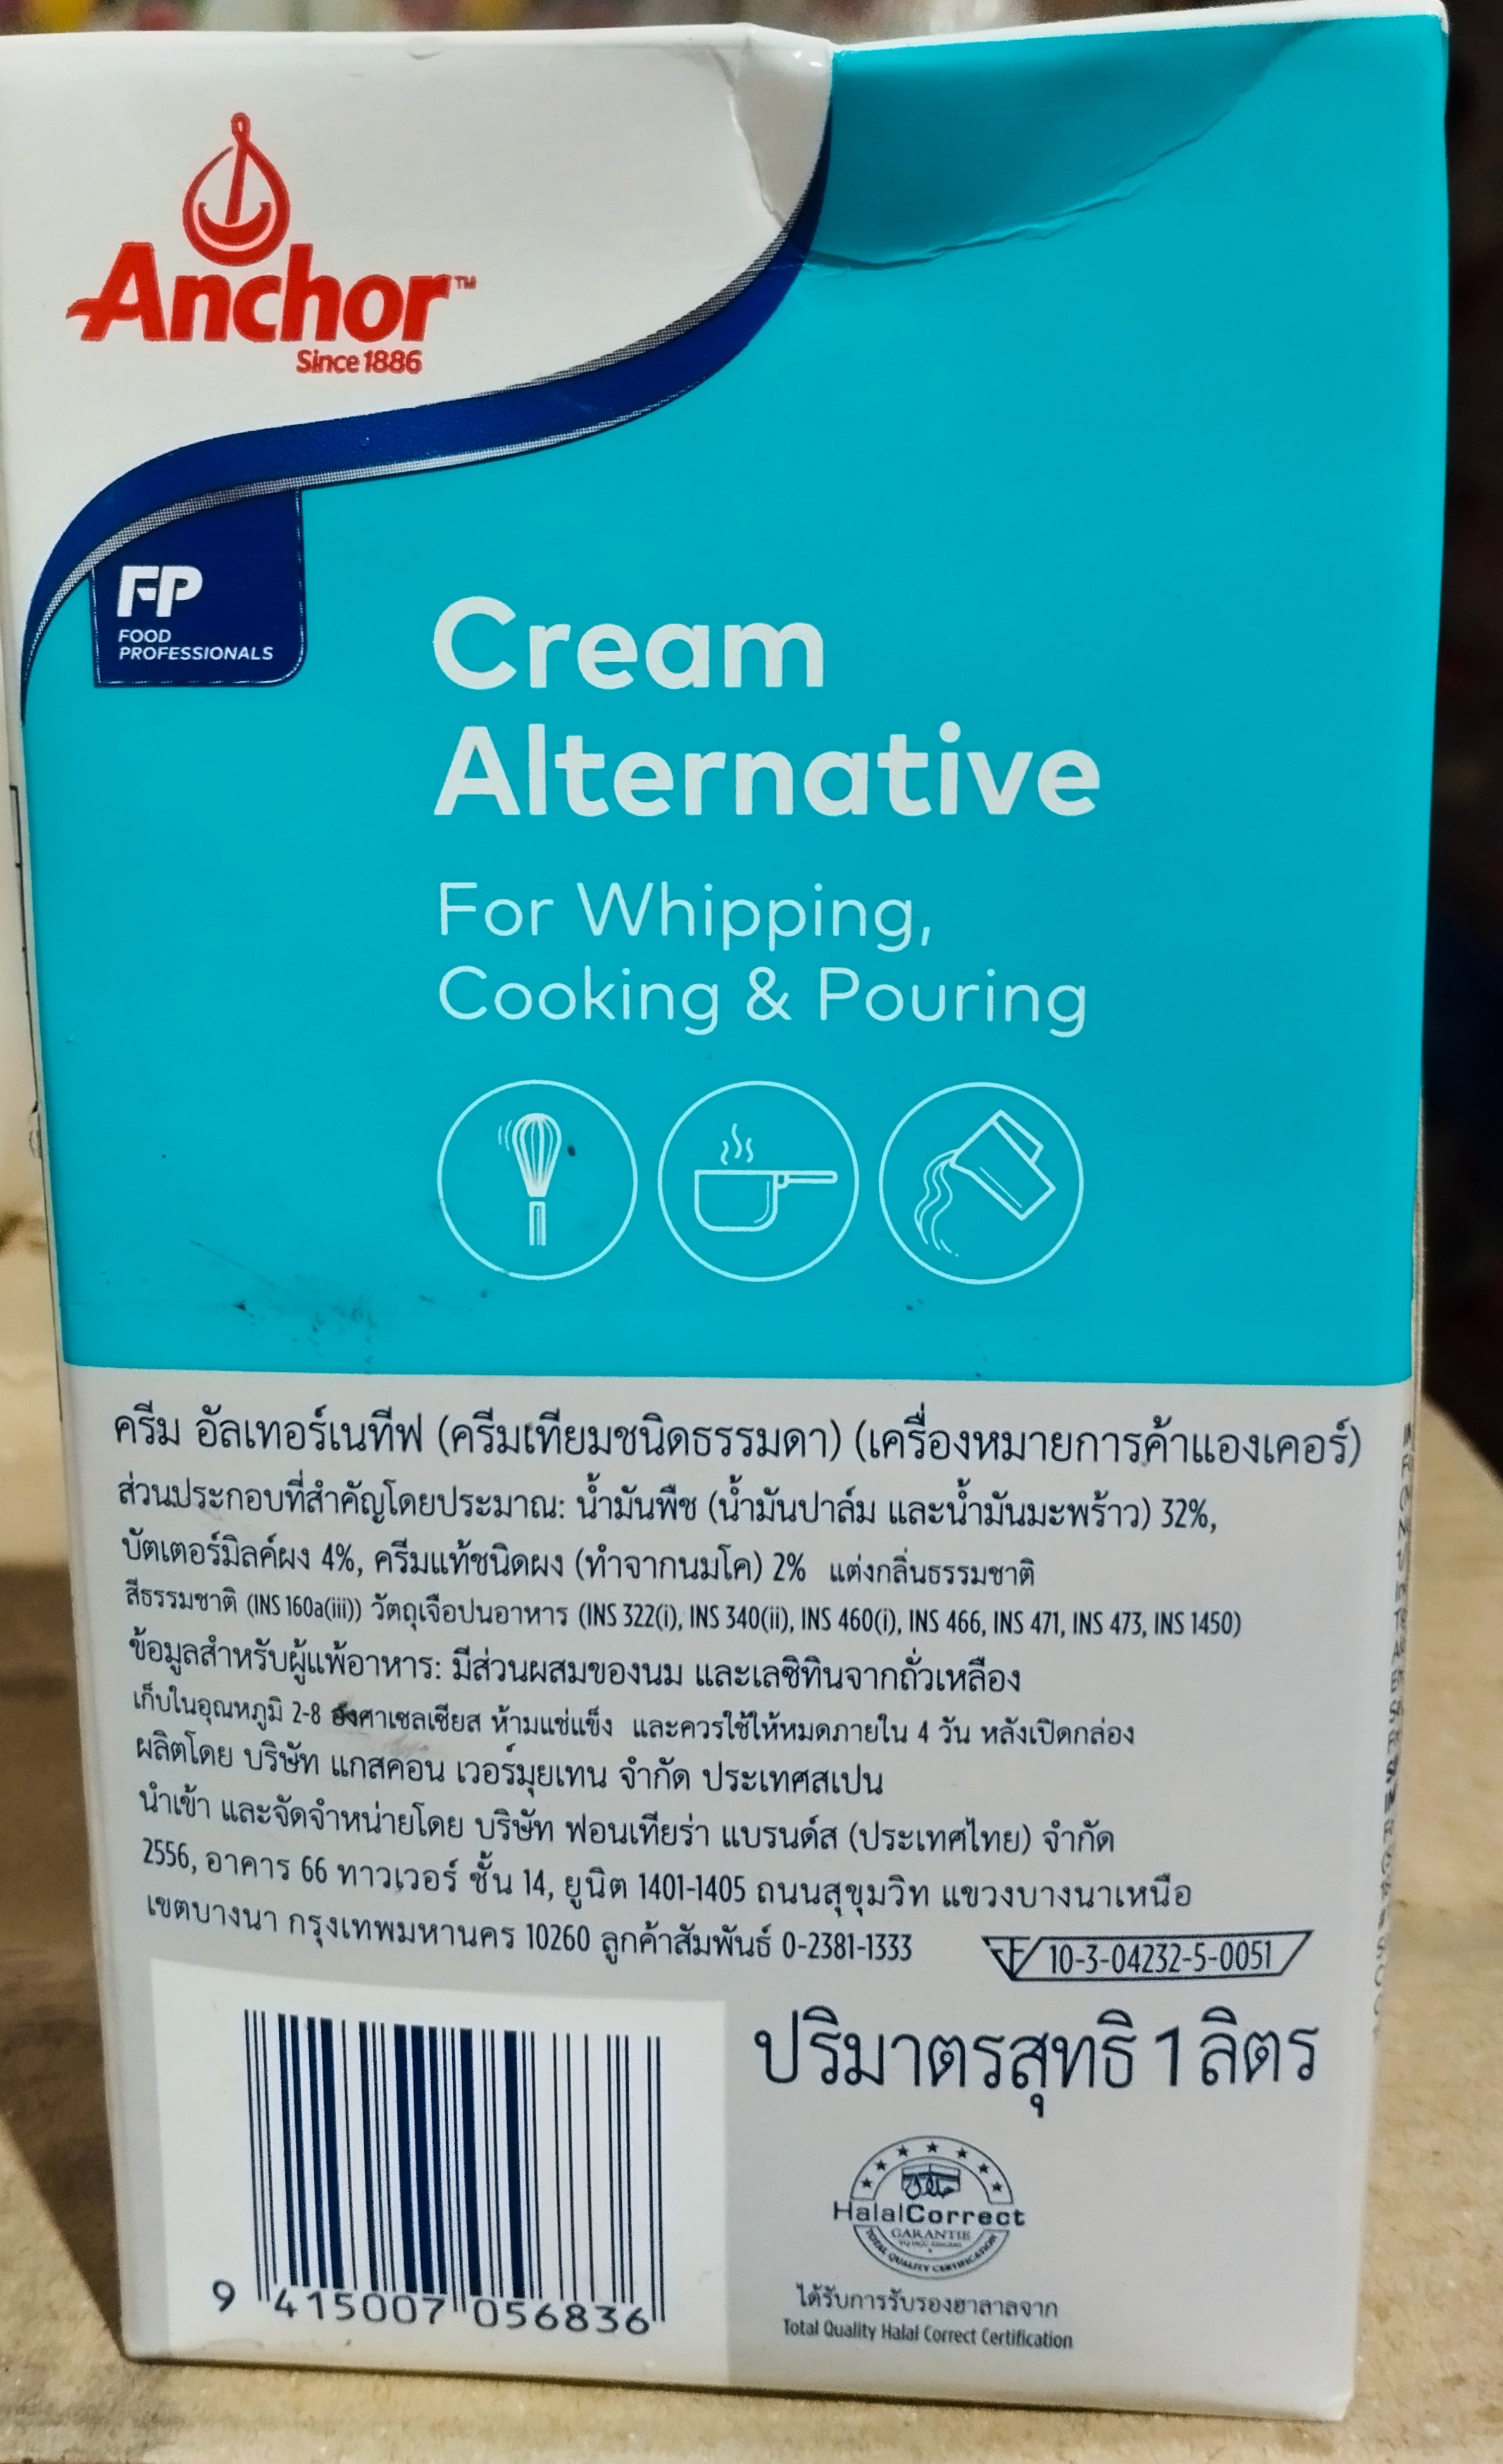 Anchor™
Since 1886
FP
FOOD
PROFESSIONALS
Cream
Alternative
For Whipping,
Cooking & Pouring
ครีม อัลเทอร์เนทีฟ (ครีมเทียมชนิดธรรมดา) (เครื่องหมายการค้าแองเคอร์)
ส่วนประกอบที่สำคัญโดยประมาณ: น้ำมันพืช (น้ำมันปาล์ม และน้ำมันมะพร้าว) 32%,
บัตเตอร์มิลค์ผง 4%, ครีมแท้ชนิดผง (ทำจากนมโค) 2% แต่งกลิ่นธรรมชาติ
สีธรรมชาติ (INS 160a(iii)) วัตถุเจือปนอาหาร (INS 322(i), INS 340(ii), INS 460(i), INS 466, INS 471, INS 473, INS 1450)
ข้อมูลสำหรับผู้แพ้อาหาร: มีส่วนผสมของนม และเลซิทินจากถั่วเหลือง
เก็บในอุณหภูมิ 2-8 องศาเซลเซียส ห้ามแช่แข็ง และควรใช้ให้หมดภายใน 4 วัน หลังเปิดกล่อง
ผลิตโดย บริษัท แกสคอน เวอร์มุยเทน จำกัด ประเทศสเปน
นำเข้า และจัดจำหน่ายโดย บริษัท ฟอนเทียร่า แบรนด์ส (ประเทศไทย) จำกัด
2556, อาคาร 66 ทาวเวอร์ ชั้น 14, ยูนิต 1401-1405 ถนนสุขุมวิท แขวงบางนาเหนือ
เขตบางนา กรุงเทพมหานคร 10260 ลูกค้าสัมพันธ์ 0-2381-1333
10-3-04232-5-0051
ปริมาตรสุทธิ 1 ลิตร
HalalCorrect
GARANTIE
TOTAL QUALITY CERTIFICATION
ได้รับการรับรองฮาลาลจาก
Total Quality Halal Correct Certification
9 415007 056836